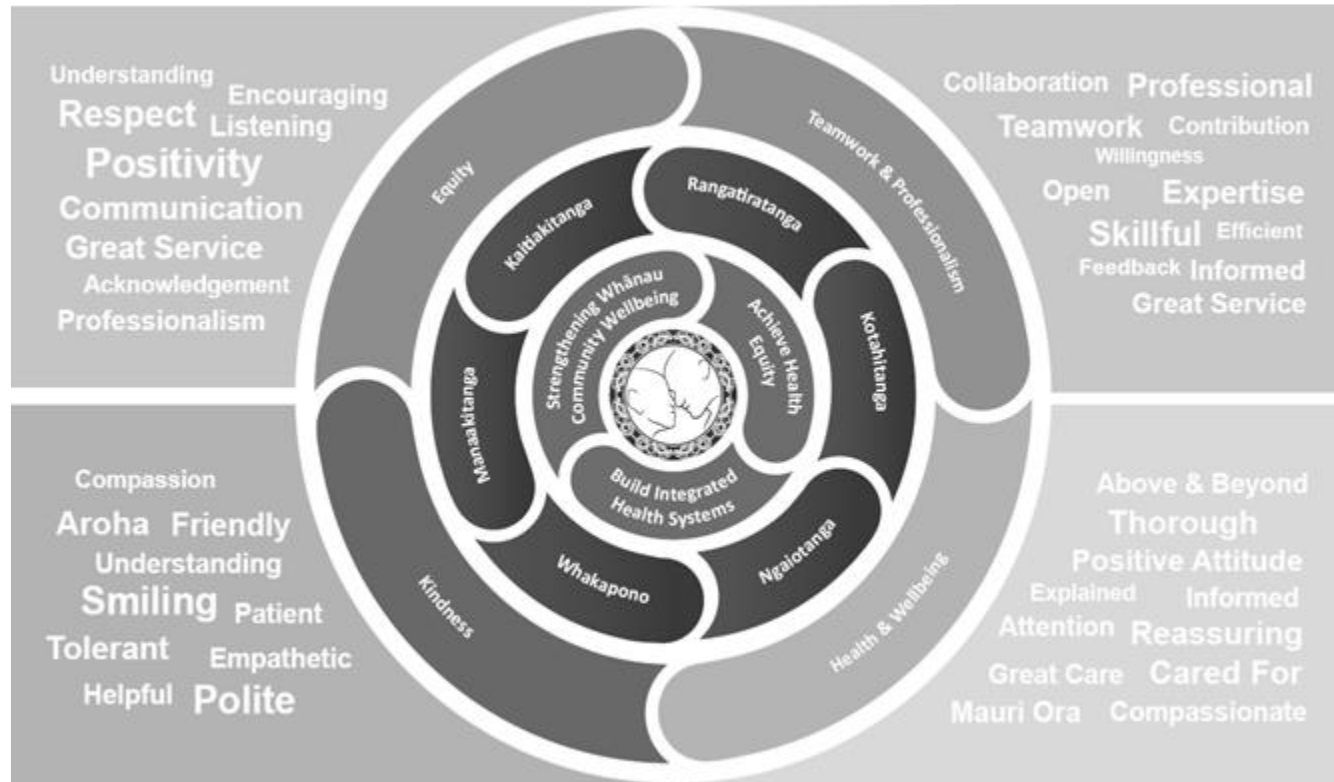 Understanding
Encouraging
Respect
Listening
Positivity
Communication
Great Service
Acknowledgement
Professionalism
Collaboration Professional
Teamwork Contribution
Willingness
Open Expertise
Skillful Efficient
Feedback Informed
Great Service
Equity
Teamwork & Professionalism
Kaitiakitanga
Rangatiratanga
Strengthening Whānau
Community Wellbeing
Achieve Health
Equity
Kotahitanga
Manaakitanga
Build Integrated
Health Systems
Whakapono
Ngaiotanga
Kindness
Health & Wellbeing
Compassion
Aroha Friendly
Understanding
Smiling Patient
Tolerant Empathetic
Helpful Polite
Above & Beyond
Thorough
Positive Attitude
Explained Informed
Attention Reassuring
Great Care Cared For
Mauri Ora Compassionate